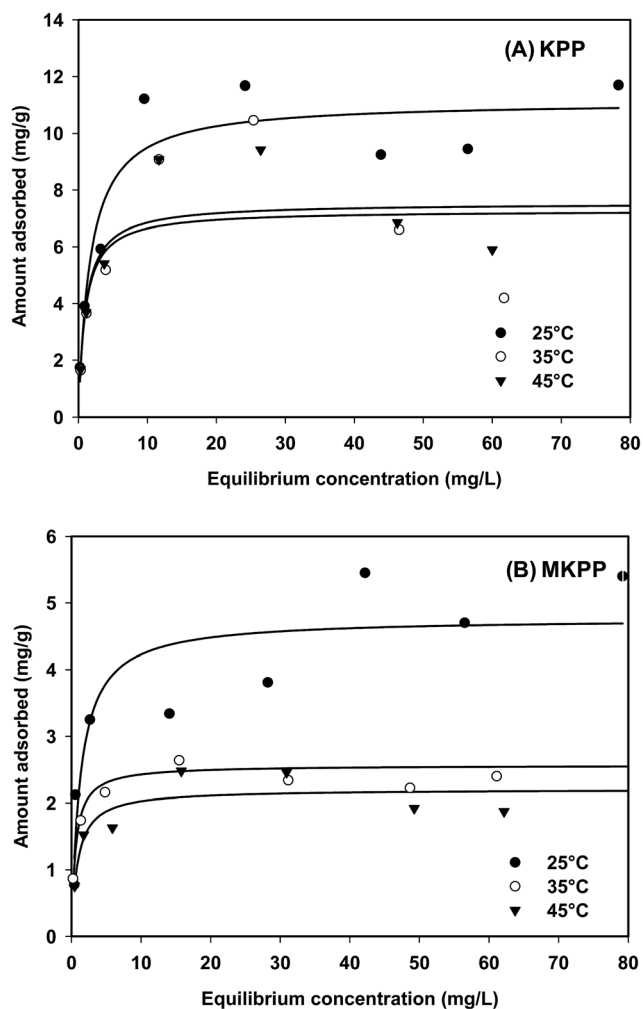 14
12
10
8
6
4
2
0
Amount adsorbed (mg/g)
(A) KPP
25°C
35°C
45°C
0 10 20 30 40 50 60 70 80
Equilibrium concentration (mg/L)
6
5
4
3
2
1
0
Amount adsorbed (mg/g)
(B) MKPP
25°C
35°C
45°C
0 10 20 30 40 50 60 70 80
Equilibrium concentration (mg/L)